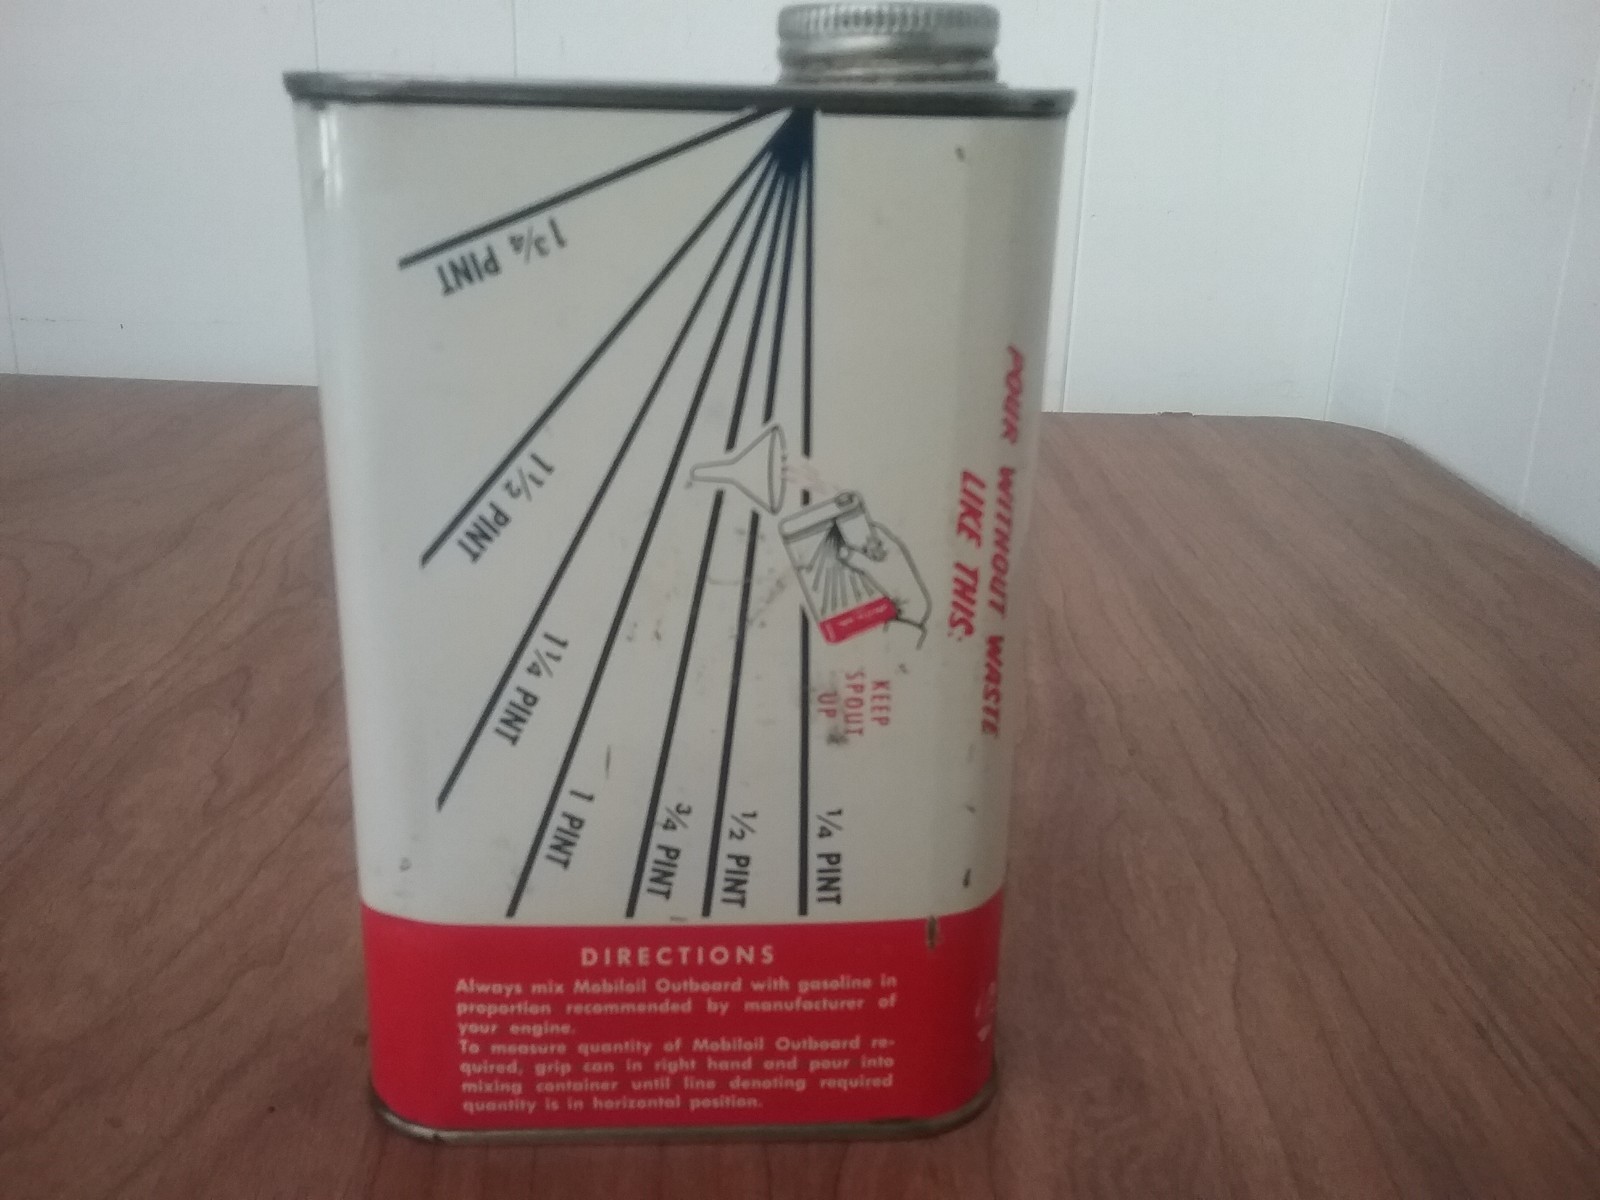 1¾ PINT
1½ PINT
1¼ PINT
1 PINT
¾ PINT
½ PINT
¼ PINT
POUR WITHOUT WASTE
LIKE THIS:
KEEP
SPOUT
UP
DIRECTIONS
Always mix Mobiloil Outboard with gasoline in
proportion recommended by manufacturer of
your engine.
To measure quantity of Mobiloil Outboard re-
quired, grip can in right hand and pour into
mixing container until line denoting required
quantity is in horizontal position.